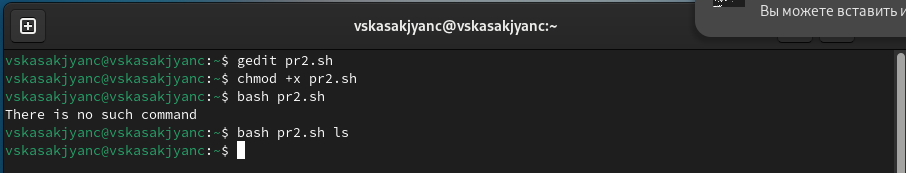 Вы можете вставить и
vskasakjyanc@vskasakjyanc:~
vskasakjyanc@vskasakjyanc:~$ gedit pr2.sh
vskasakjyanc@vskasakjyanc:~$ chmod +x pr2.sh
vskasakjyanc@vskasakjyanc:~$ bash pr2.sh
There is no such command
vskasakjyanc@vskasakjyanc:~$ bash pr2.sh ls
vskasakjyanc@vskasakjyanc:~$